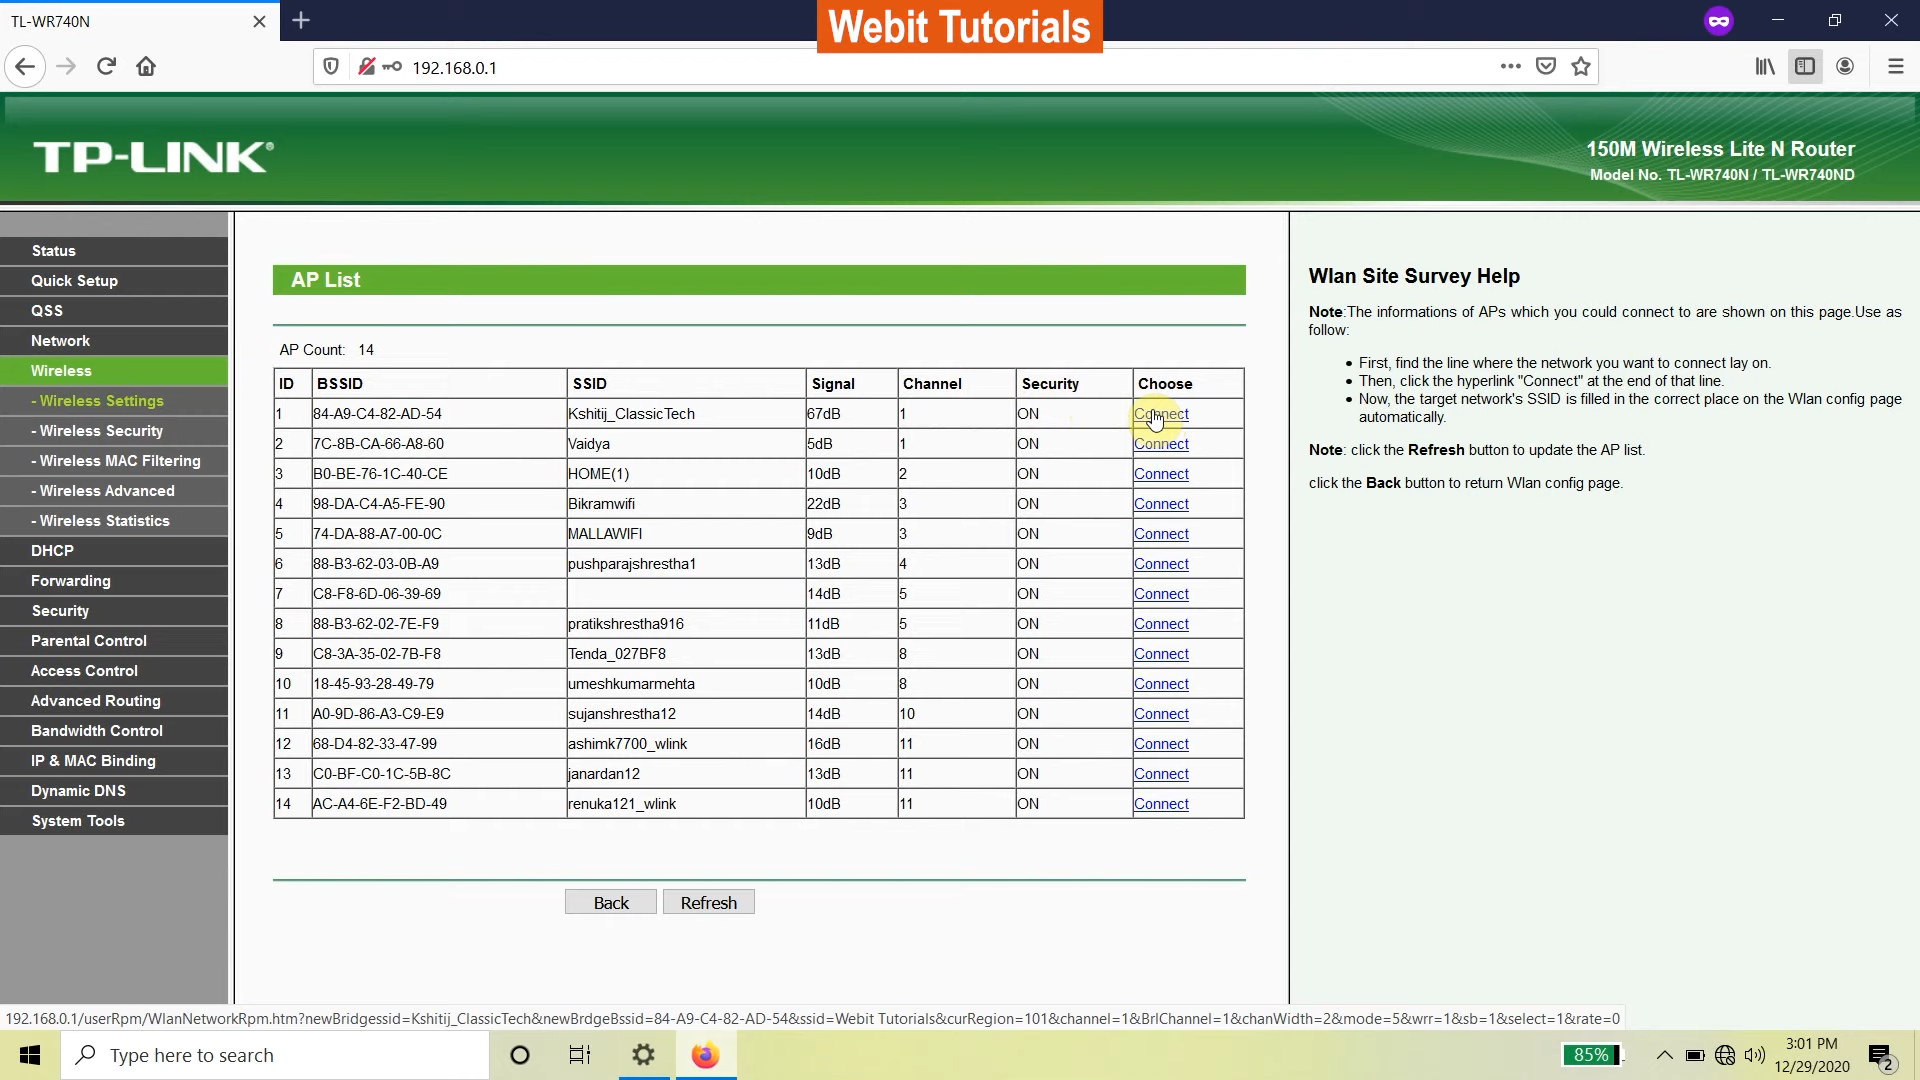 TL-WR740N
Webit Tutorials
192.168.0.1
TP-LINK®
150M Wireless Lite N Router
Model No. TL-WR740N / TL-WR740ND
Status
Quick Setup
QSS
Network
Wireless
- Wireless Settings
- Wireless Security
- Wireless MAC Filtering
- Wireless Advanced
- Wireless Statistics
DHCP
Forwarding
Security
Parental Control
Access Control
Advanced Routing
Bandwidth Control
IP & MAC Binding
Dynamic DNS
System Tools
AP List
AP Count: 14
ID BSSID SSID Signal Channel Security Choose
1 84-A9-C4-82-AD-54 Kshitij_ClassicTech 67dB 1 ON Connect
2 7C-8B-CA-66-A8-60 Vaidya 5dB 1 ON Connect
3 B0-BE-76-1C-40-CE HOME(1) 10dB 2 ON Connect
4 98-DA-C4-A5-FE-90 Bikramwifi 22dB 3 ON Connect
5 74-DA-88-A7-00-0C MALLAWIFI 9dB 3 ON Connect
6 88-B3-62-03-0B-A9 pushparajshrestha1 13dB 4 ON Connect
7 C8-F8-6D-06-39-69 14dB 5 ON Connect
8 88-B3-62-02-7E-F9 pratikshrestha916 11dB 5 ON Connect
9 C8-3A-35-02-7B-F8 Tenda_027BF8 13dB 8 ON Connect
10 18-45-93-28-49-79 umeshkumarmehta 10dB 8 ON Connect
11 A0-9D-86-A3-C9-E9 sujanshrestha12 14dB 10 ON Connect
12 68-D4-82-33-47-99 ashimk7700_wlink 16dB 11 ON Connect
13 C0-BF-C0-1C-5B-8C janardan12 13dB 11 ON Connect
14 AC-A4-6E-F2-BD-49 renuka121_wlink 10dB 11 ON Connect
Back Refresh
Wlan Site Survey Help
Note:The informations of APs which you could connect to are shown on this page.Use as
follow:
• First, find the line where the network you want to connect lay on.
• Then, click the hyperlink "Connect" at the end of that line.
• Now, the target network's SSID is filled in the correct place on the Wlan config page
automatically.
Note: click the Refresh button to update the AP list.
click the Back button to return Wlan config page.
192.168.0.1/userRpm/WlanNetworkRpm.htm?newBridgessid=Kshitij_ClassicTech&newBrdgeBssid=84-A9-C4-82-AD-54&ssid=Webit Tutorials&curRegion=101&channel=1&BrlChannel=1&chanWidth=2&mode=5&wrr=1&sb=1&select=1&rate=0
Type here to search
85%
3:01 PM
12/29/2020
2